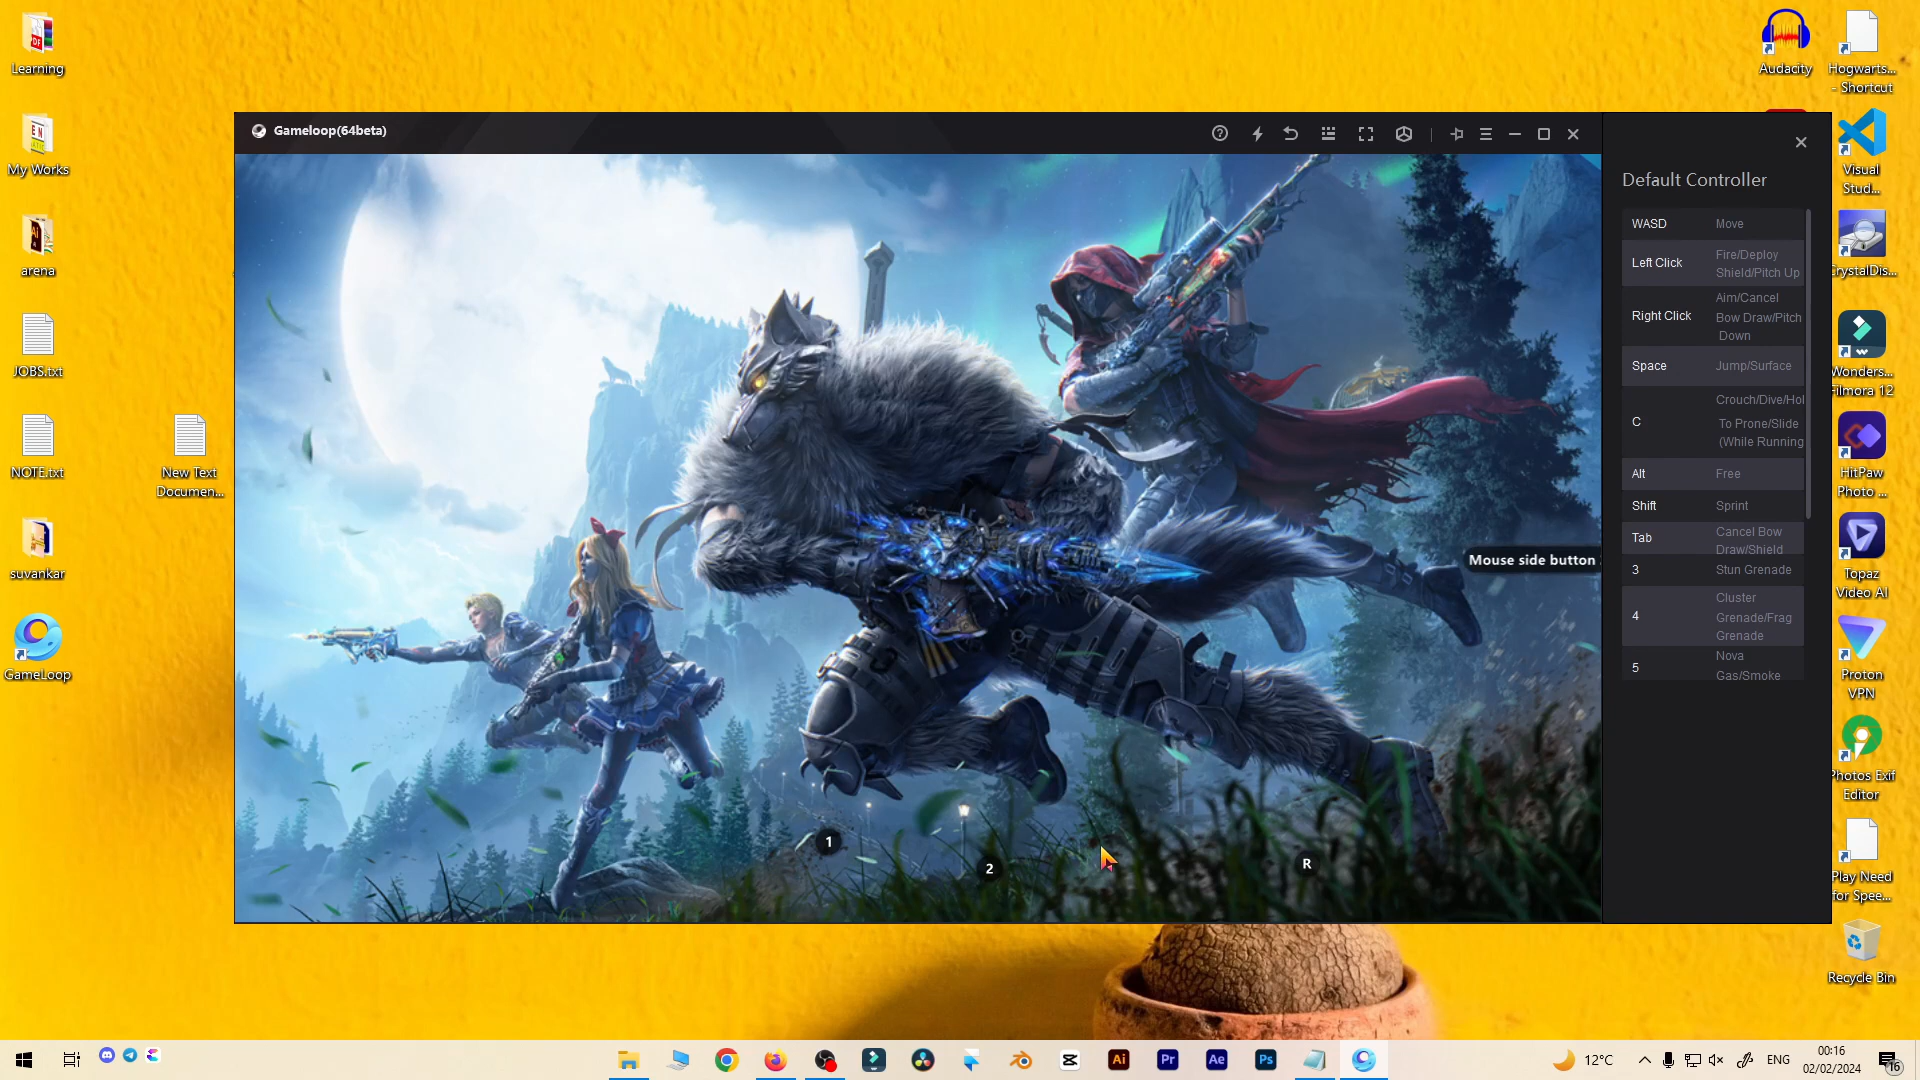 Learning
My Works
arena
JOBS.txt
NOTE.txt
New Text
Documen...
suvankar
GameLoop
Gameloop(64beta)
Mouse side button
1
2
R
Default Controller
WASD Move
Left Click Fire/Deploy
Shield/Pitch Up
Right Click Aim/Cancel
Bow Draw/Pitch
Down
Space Jump/Surface
C Crouch/Dive/Hol
To Prone/Slide
(While Running
Alt Free
Shift Sprint
Tab Cancel Bow
Draw/Shield
3 Stun Grenade
4 Cluster
Grenade/Frag
Grenade
5 Nova
Gas/Smoke
Audacity
Hogwarts...
- Shortcut
Visual
Stud...
CrystalDis...
Wonders...
Filmora 12
HitPaw
Photo ...
Topaz
Video AI
Proton
VPN
Photos Exif
Editor
Play Need
for Spee...
Recycle Bin
Ai
Pr
Ae
Ps
12°C
ENG
00:16
02/02/2024
16